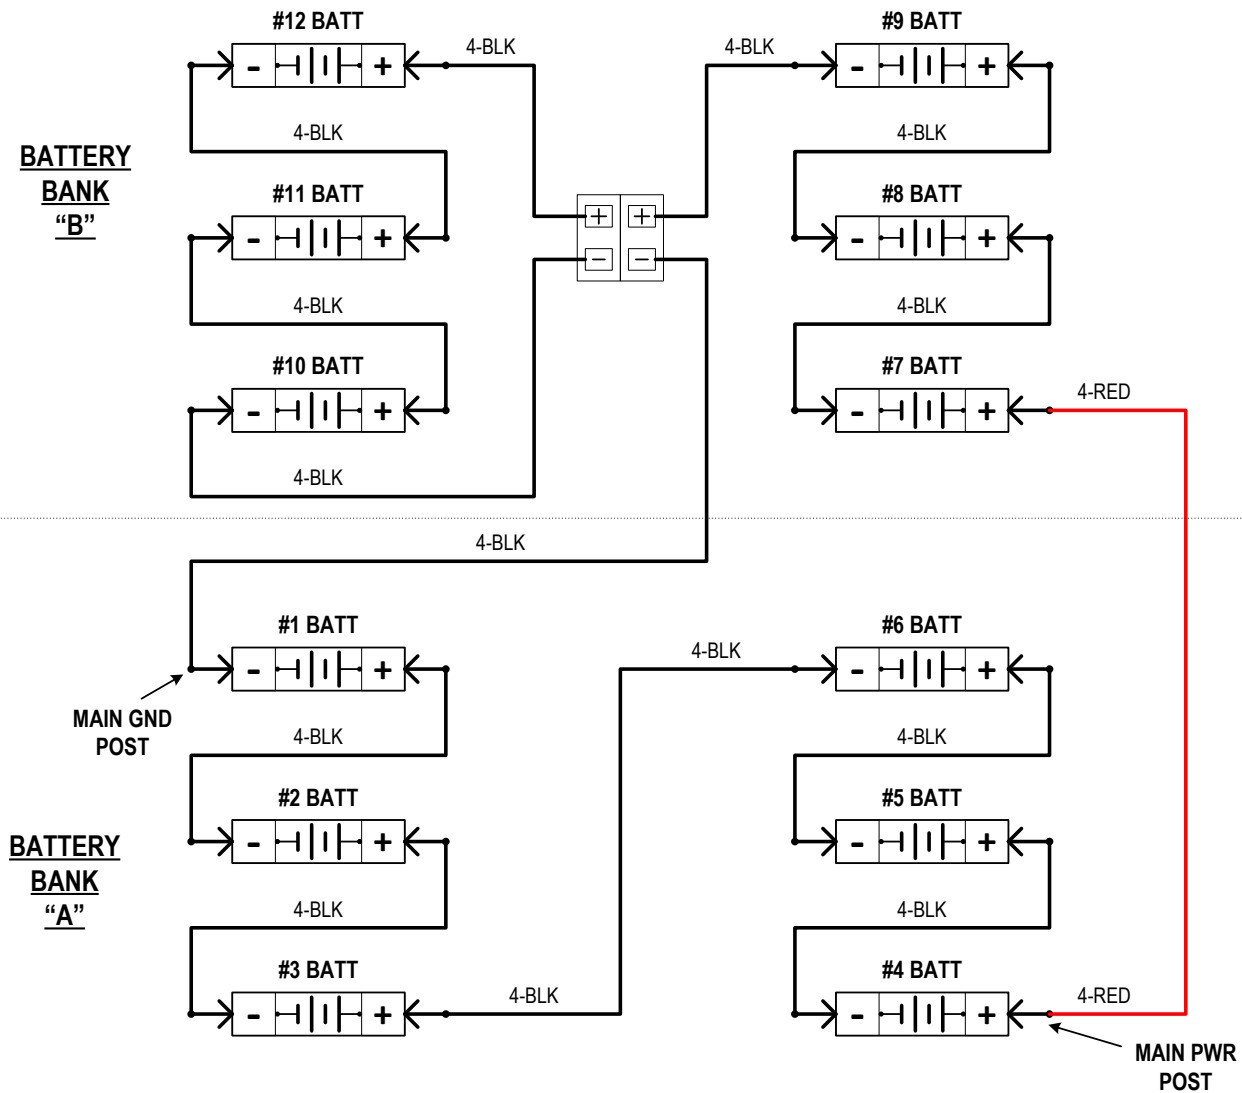 #12 BATT
#9 BATT
4-BLK
4-BLK
- +
- +
4-BLK
4-BLK
BATTERY
BANK
“B”
#11 BATT
#8 BATT
+ +
- +
- +
- -
4-BLK
4-BLK
#10 BATT
#7 BATT
4-RED
- +
- +
4-BLK
4-BLK
#1 BATT
#6 BATT
4-BLK
- +
- +
MAIN GND
POST
4-BLK
4-BLK
#2 BATT
#5 BATT
- +
- +
BATTERY
BANK
“A”
4-BLK
4-BLK
#3 BATT
#4 BATT
4-BLK
4-RED
- +
- +
MAIN PWR
POST